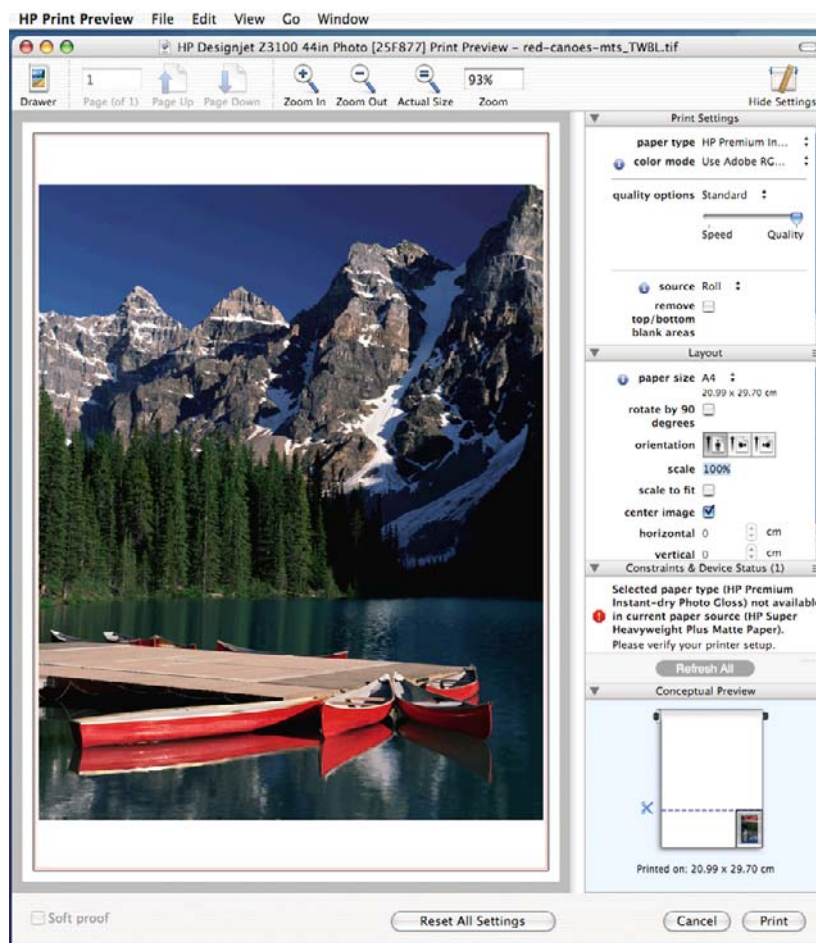 HP Print Preview File Edit View Go Window
HP Designjet Z3100 44in Photo [25F877] Print Preview – red-canoes-mts_TWBL.tif
1
93%
Drawer Page (of 1) Page Up Page Down Zoom In Zoom Out Actual Size Zoom Hide Settings
Print Settings
paper type HP Premium In...
color mode Use Adobe RG...
quality options Standard
Speed Quality
source Roll
remove
top/bottom
blank areas
Layout
paper size A4
20.99 x 29.70 cm
rotate by 90
degrees
orientation
scale 100%
scale to fit
center image
horizontal 0 cm
vertical 0 cm
Constraints & Device Status (1)
Selected paper type (HP Premium
Instant-dry Photo Gloss) not available
in current paper source (HP Super
Heavyweight Plus Matte Paper).
Please verify your printer setup.
Refresh All
Conceptual Preview
Printed on: 20.99 x 29.70 cm
Soft proof
Reset All Settings
Cancel
Print